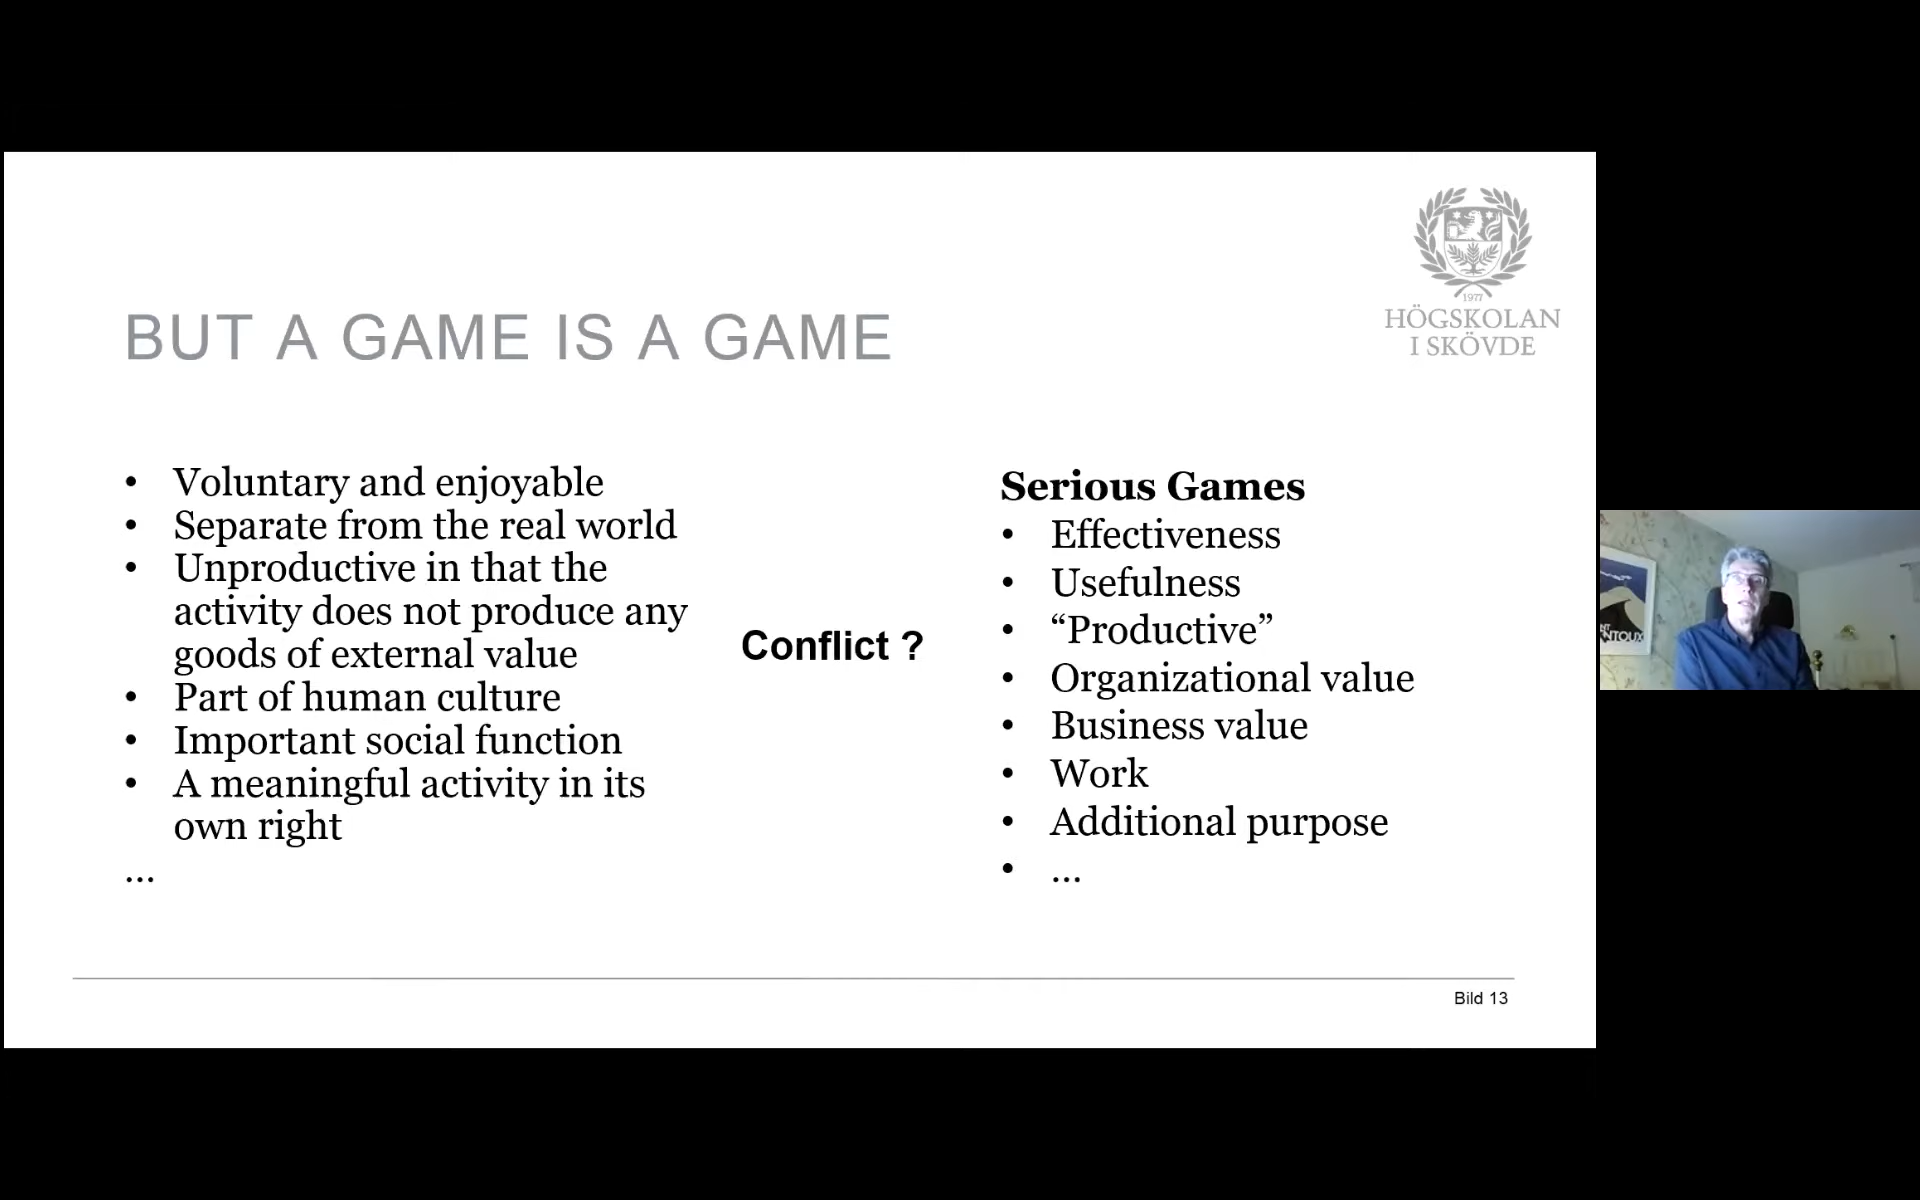 1977
HÖGSKOLAN
I SKÖVDE
BUT A GAME IS A GAME
• Voluntary and enjoyable
• Separate from the real world
• Unproductive in that the
activity does not produce any
goods of external value
• Part of human culture
• Important social function
• A meaningful activity in its
own right
...
Conflict ?
Serious Games
• Effectiveness
• Usefulness
• “Productive”
• Organizational value
• Business value
• Work
• Additional purpose
• ...
Bild 13